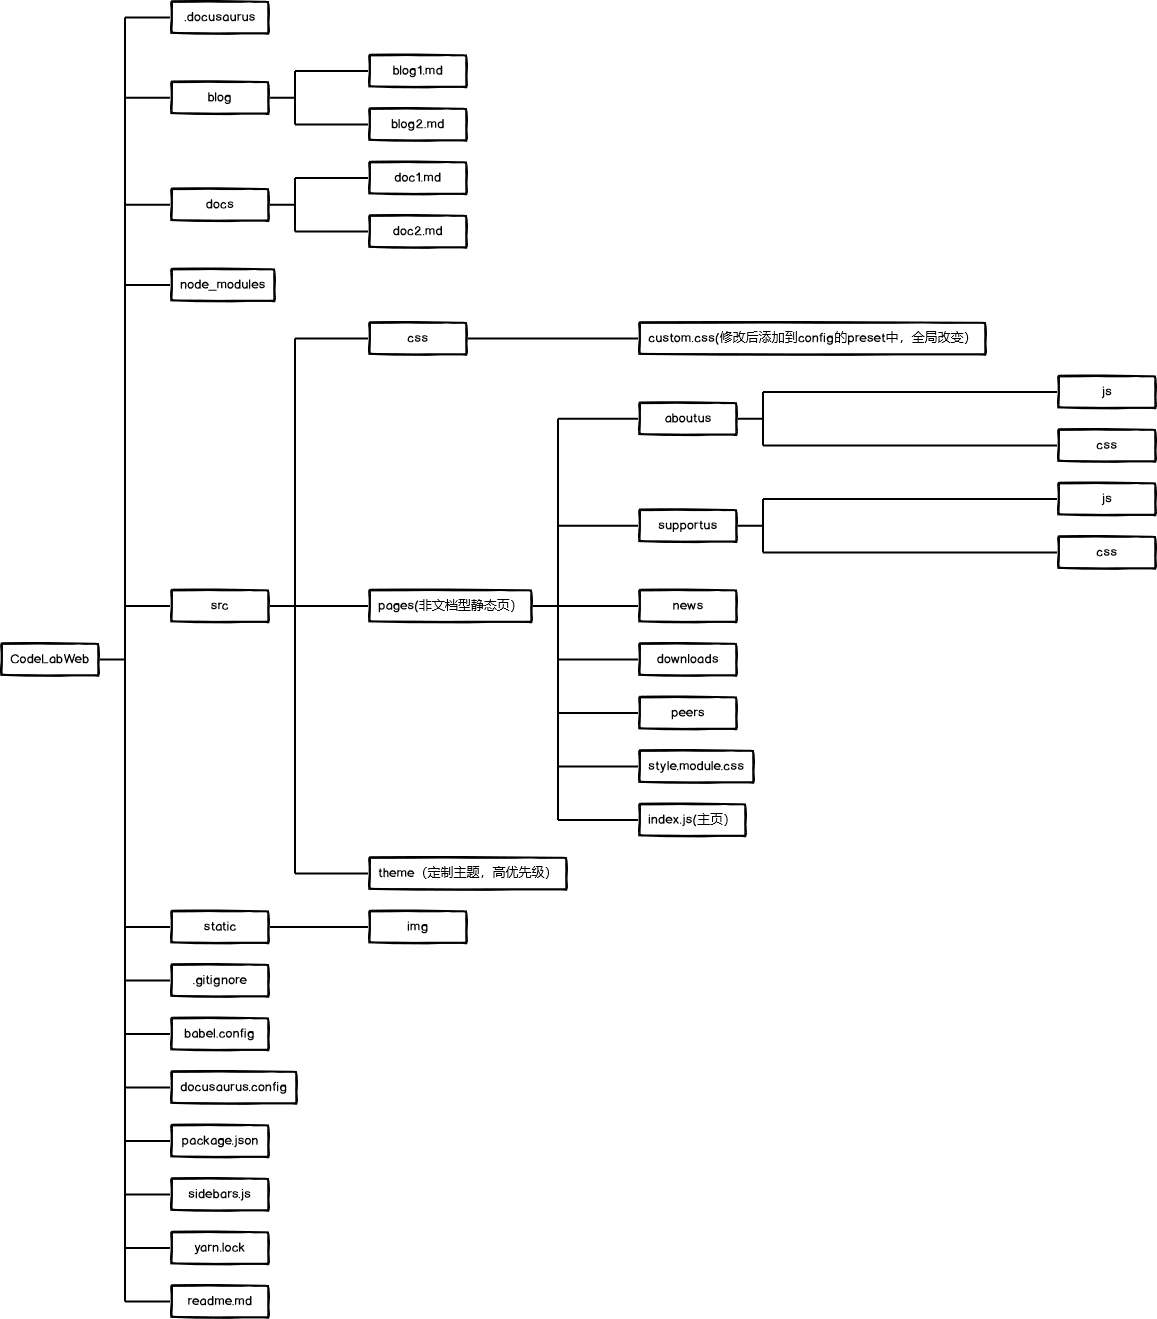 .docusaurus
blog1.md
blog
blog2.md
doc1.md
docs
doc2.md
node_modules
css
custom.css(修改后添加到config的preset中，全局改变）
js
aboutus
css
js
supportus
css
src
pages(非文档型静态页）
news
CodeLabWeb
downloads
peers
style.module.css
index.js(主页）
theme（定制主题，高优先级）
static
img
.gitignore
babel.config
docusaurus.config
package.json
sidebars.js
yarn.lock
readme.md